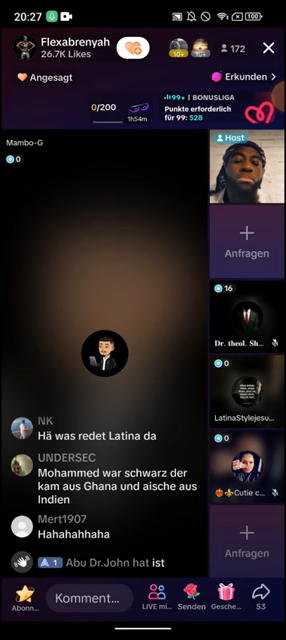 20:27
100
Flexabrenyah
26.7K Likes
10+
10+
172
Angesagt
Erkunden >
0/200
1h54m
99+ | BONUSLIGA
Punkte erforderlich
für 99: 528
Mambo-G
0
Host
+
Anfragen
16
Dr. theol. Sh...
0
LatinaStylejesu...
0
Cutie c...
+
Anfragen
NK
Hä was redet Latina da
UNDERSEC
Mohammed war schwarz der
kam aus Ghana und aische aus
Indien
Mert1907
Hahahahhaha
1 Abu Dr.John hat ist
Abonn...
Komment...
LIVE mi...
Senden
Gesche...
53